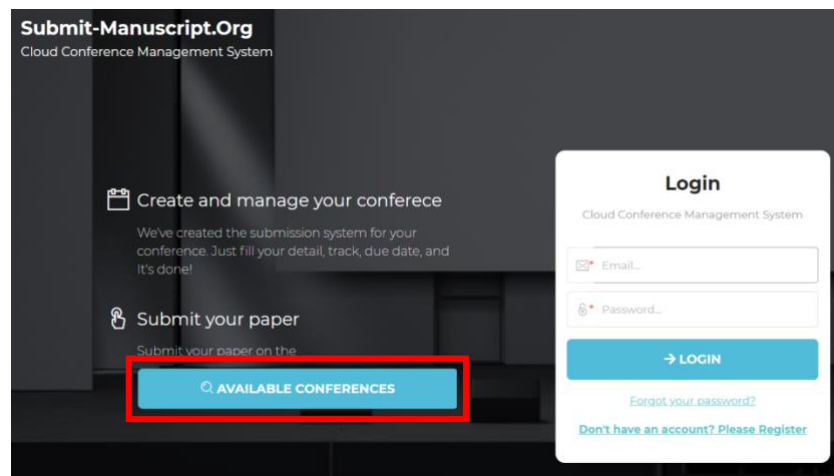 Submit-Manuscript.Org
Cloud Conference Management System
Create and manage your conferece
We've created the submission system for your
conference. Just fill your detail, track, due date, and
It's done!
Submit your paper
Submit your paper on the
AVAILABLE CONFERENCES
Login
Cloud Conference Management System
* Email...
* Password...
→ LOGIN
Forgot your password?
Don't have an account? Please Register